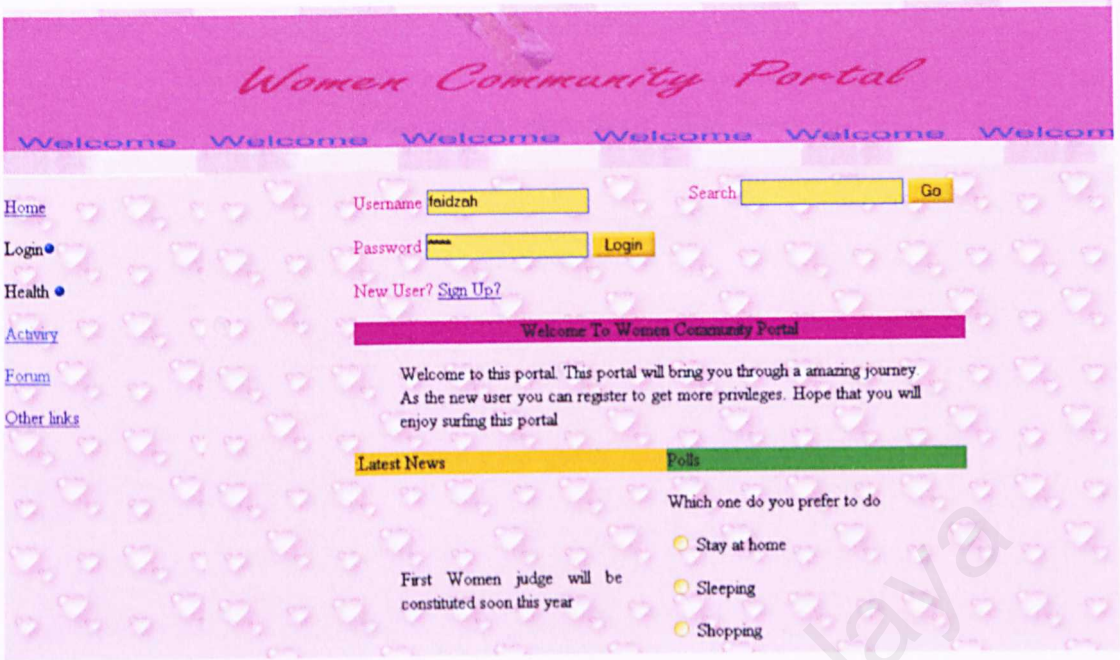 Women Community Portal
Welcome Welcome Welcome Welcome Welcome Welcom
Home
Login
Health
Activiry
Forum
Other links
Username faidzah
Search Go
Password Login
New User? Sign Up?
Welcome To Women Community Portal
Welcome to this portal. This portal will bring you through a amazing journey.
As the new user you can register to get more privileges. Hope that you will
enjoy surfing this portal
Latest News
First Women judge will be
constituted soon this year
Polls
Which one do you prefer to do
Stay at home
Sleeping
Shopping
laya